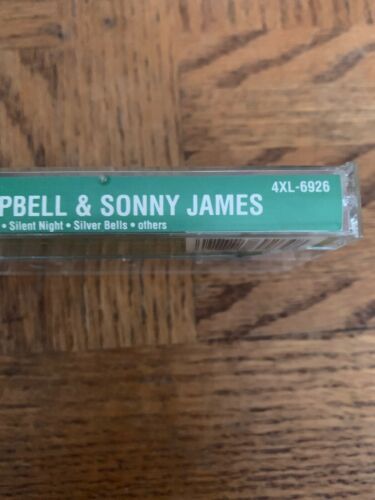 4XL-6926
PBELL & SONNY JAMES
• Silent Night • Silver Bells • others